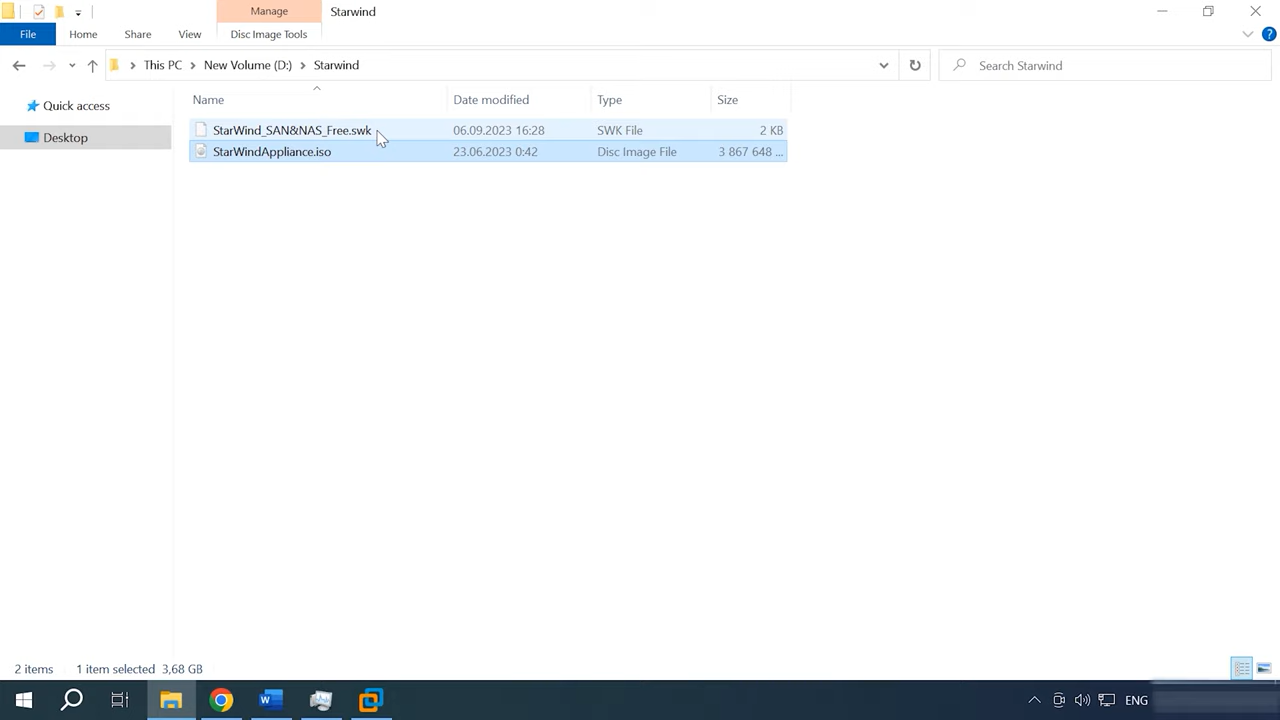 Manage
Starwind
File
Home
Share
View
Disc Image Tools
This PC
New Volume (D:)
Starwind
Search Starwind
Quick access
Desktop
Name
Date modified
Type
Size
StarWind_SAN&NAS_Free.swk
06.09.2023 16:28
SWK File
2 KB
StarWindAppliance.iso
23.06.2023 0:42
Disc Image File
3 867 648 ...
2 items
1 item selected 3,68 GB
W
ENG